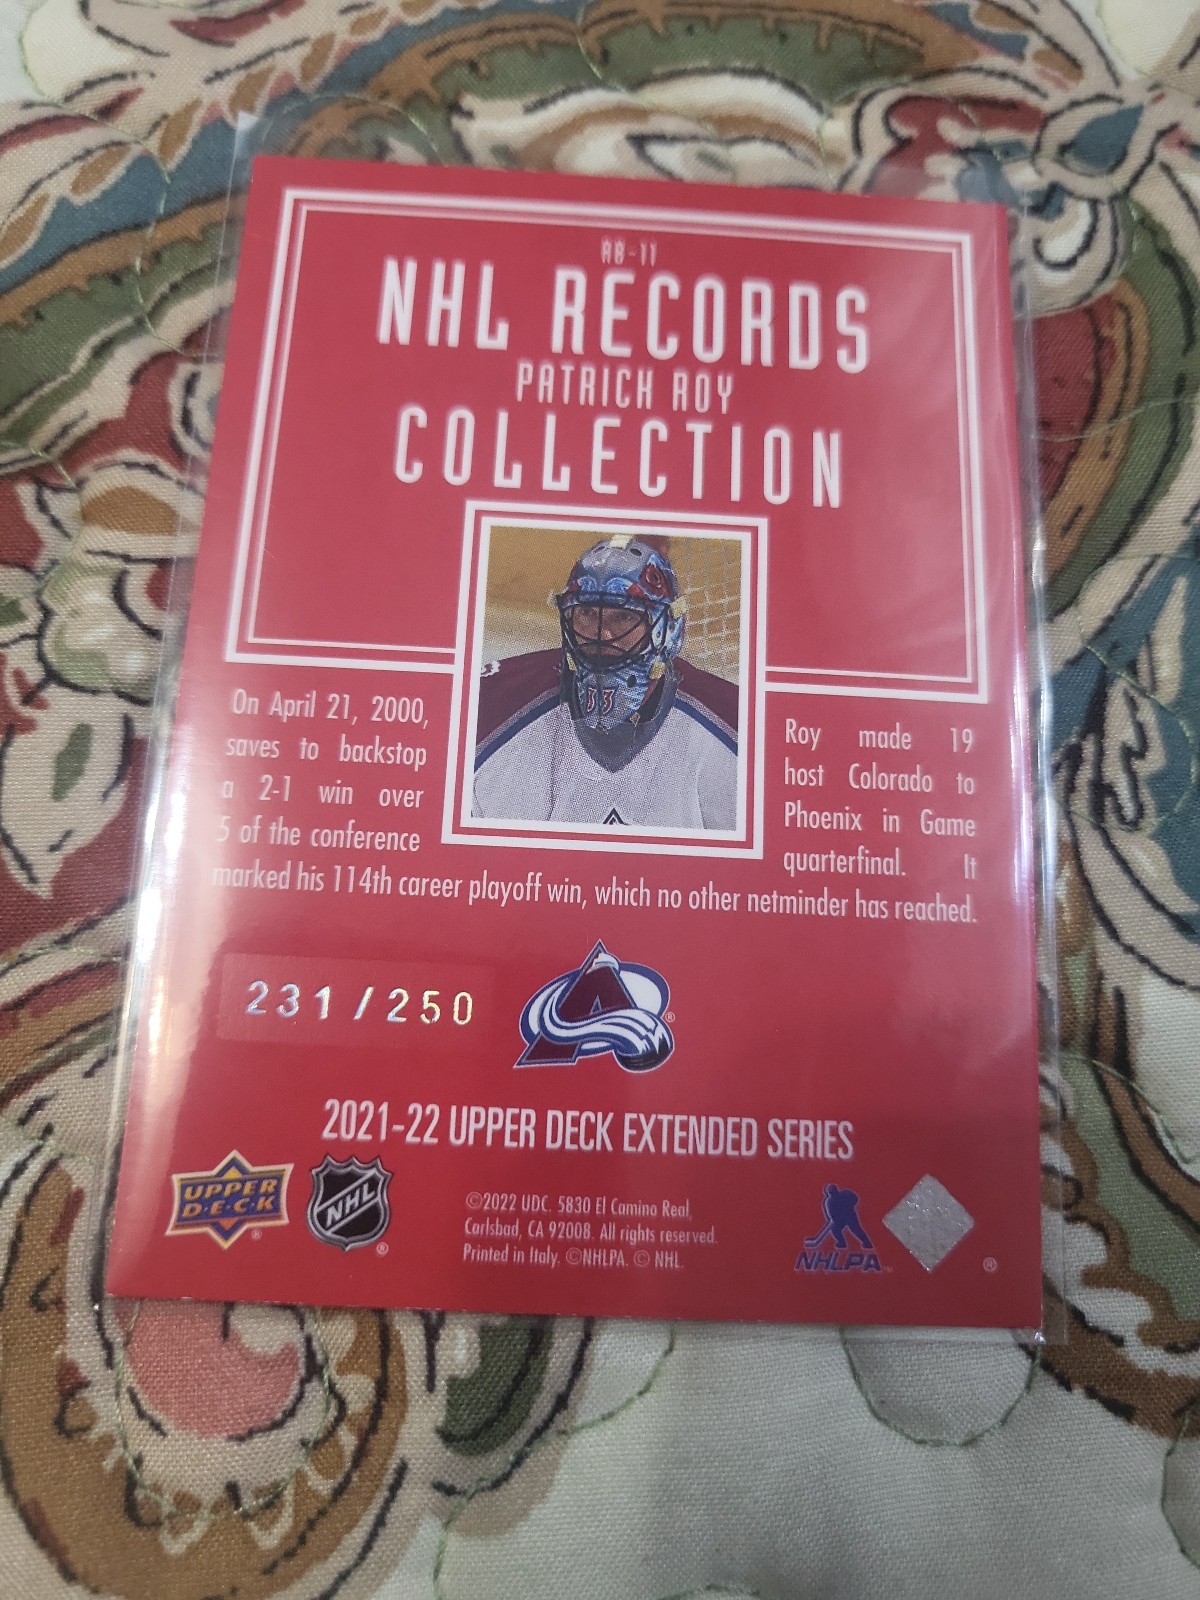 RB-11
NHL RECORDS
PATRICK ROY
COLLECTION
33
On April 21, 2000, Roy made 19
saves to backstop host Colorado to
a 2-1 win over Phoenix in Game
5 of the conference quarterfinal. It
marked his 114th career playoff win, which no other netminder has reached.
231/250
A ®
2021-22 UPPER DECK EXTENDED SERIES
UPPER
D·E·C·K ®
NHL ®
©2022 UDC. 5830 El Camino Real,
Carlsbad, CA 92008. All rights reserved.
Printed in Italy. ©NHLPA. © NHL.
NHLPA™
®